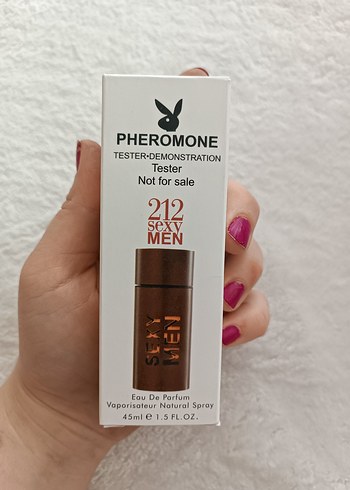 PHEROMONE
TESTER•DEMONSTRATION
Tester
Not for sale
212
sexy
MEN
SEXY
MEN
Eau De Parfum
Vaporisateur Natural Spray
45ml e 1.5 FL.OZ.